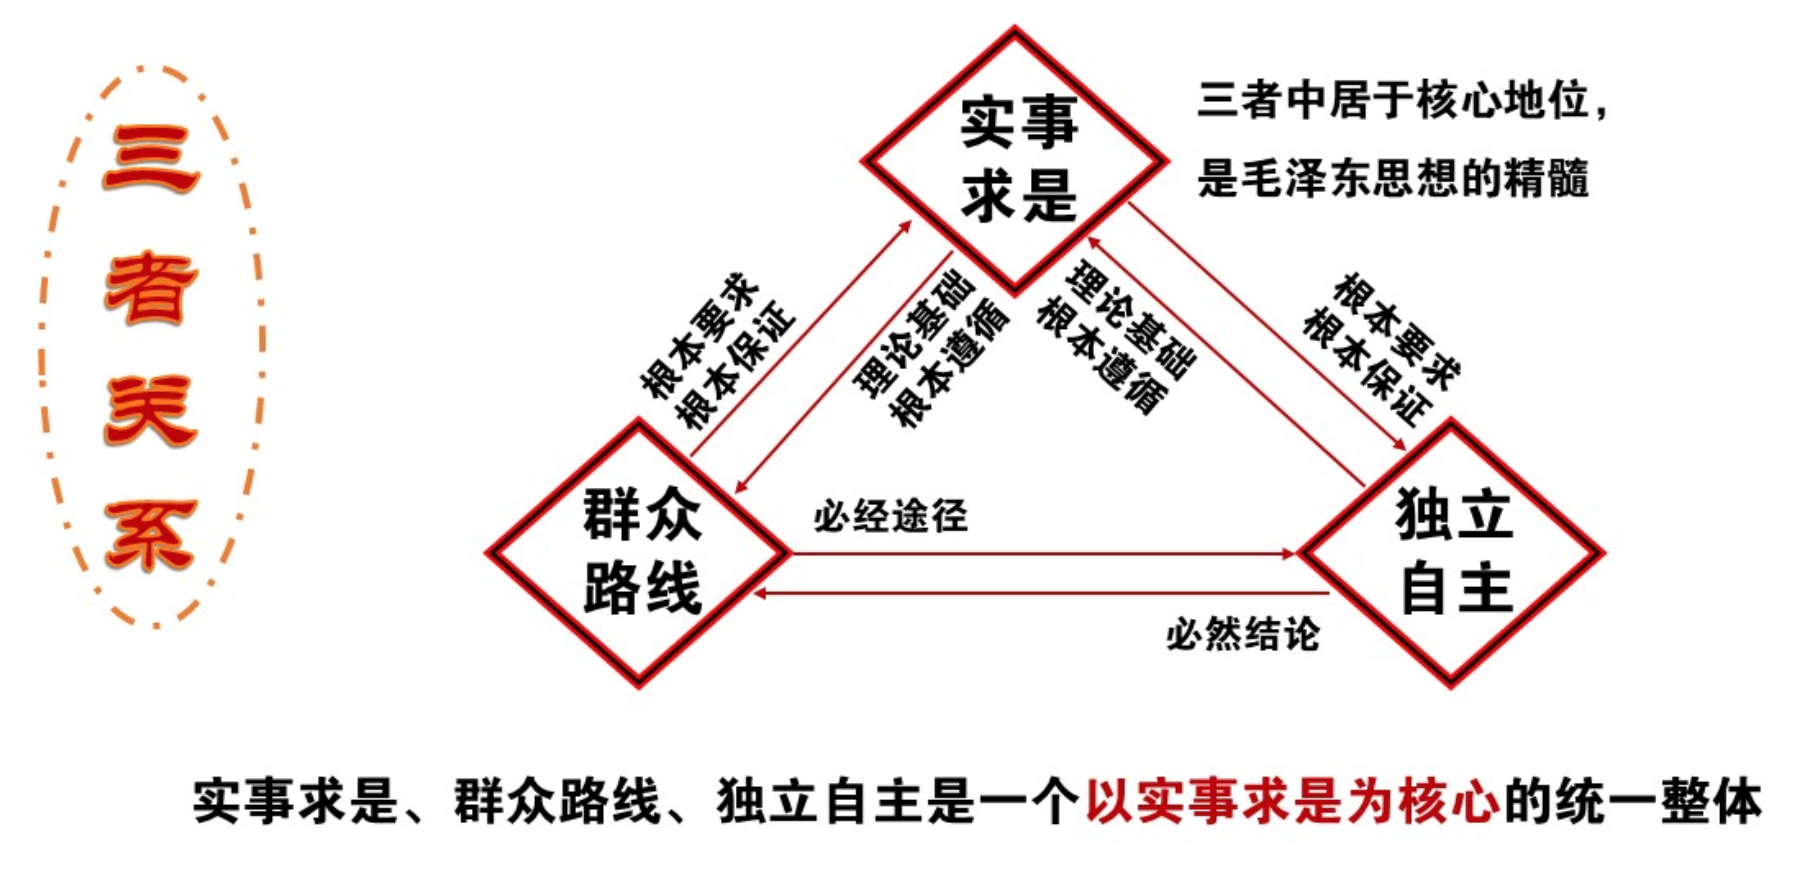 三者关系
实事
求是
三者中居于核心地位，
是毛泽东思想的精髓
根本要求
根本保证
理论基础
根本遵循
理论基础
根本遵循
根本要求
根本保证
群众
路线
必经途径
必然结论
独立
自主
实事求是、群众路线、独立自主是一个以实事求是为核心的统一整体